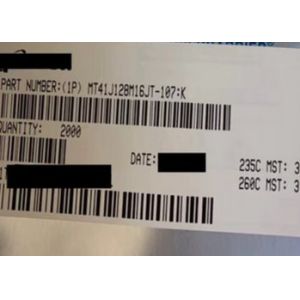 PART NUMBER:(1P) MT41J128M16JT-107:K
QUANTITY: 2000
DATE:
235C MST: 3
260C MST: 3